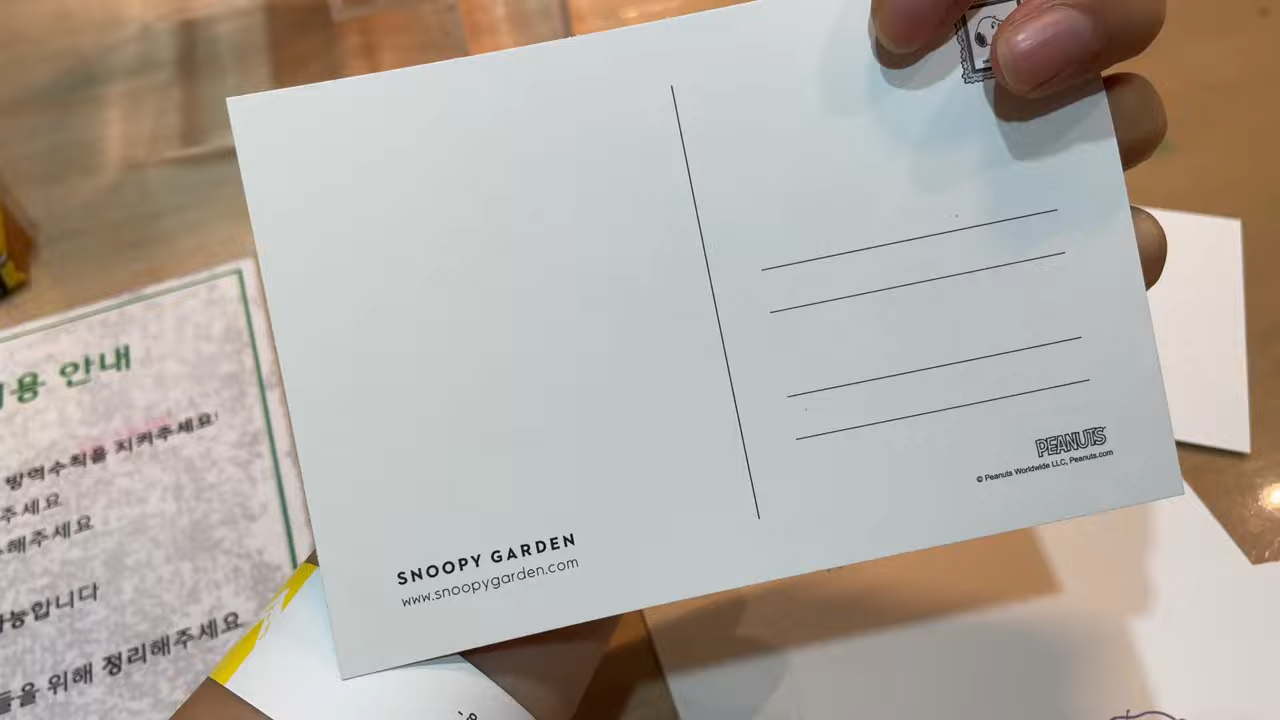 안내
방역수칙을 지켜주세요!
주세요
해주세요
가능합니다
위해 정리해주세요
SNOOPY GARDEN
www.snoopygarden.com
PEANUTS
© Peanuts Worldwide LLC, Peanuts.com